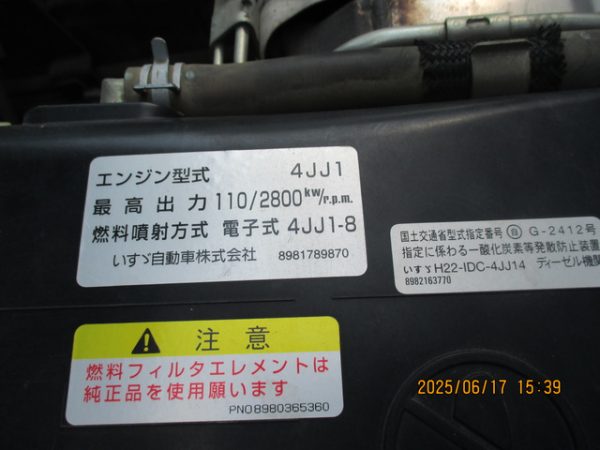 エンジン型式 4JJ1
最高出力 110/2800kw/r.p.m.
燃料噴射方式 電子式 4JJ1-8
いすゞ自動車株式会社 8981789870
国土交通省型式指定番号 自 G-2412号
指定に係わる一酸化炭素等発散防止装置
いすゞH22-IDC-4JJ14 ディーゼル機関
8982163770
注意
燃料フィルタエレメントは
純正品を使用願います
PNO8980365360
2025/06/17 15:39